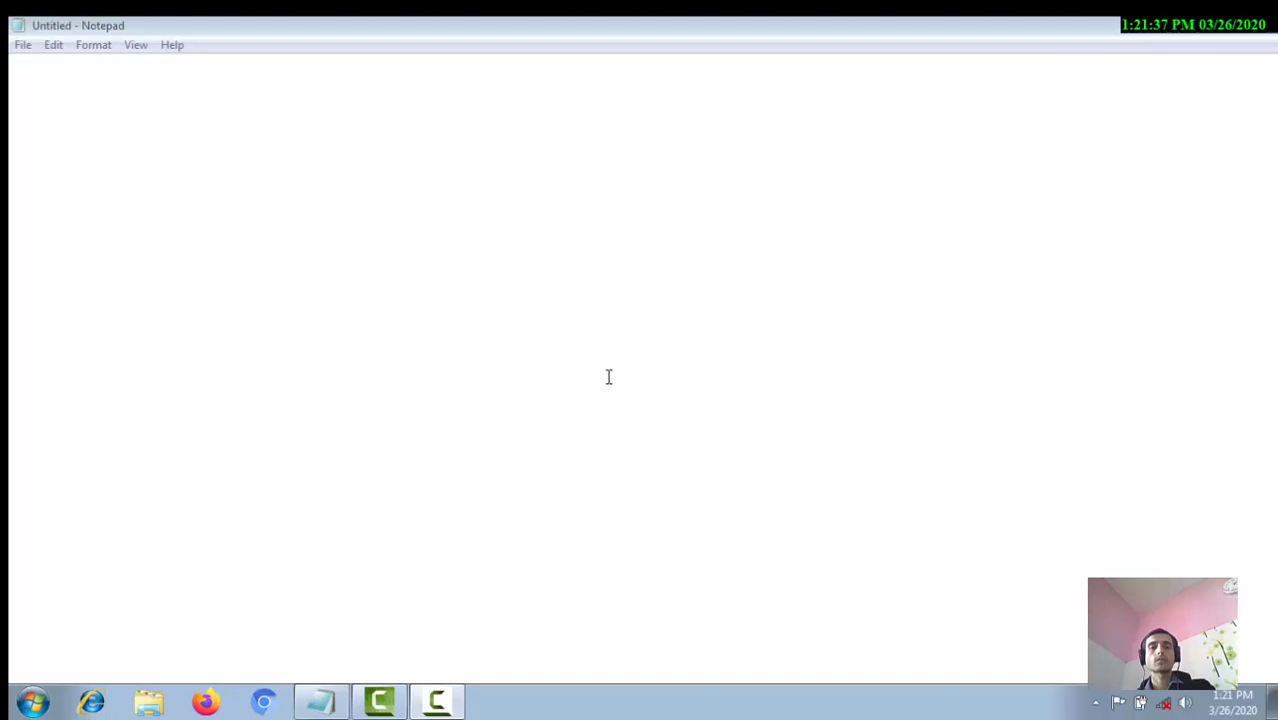 Untitled - Notepad
1:21:37 PM 03/26/2020
File Edit Format View Help
1:21 PM
3/26/2020